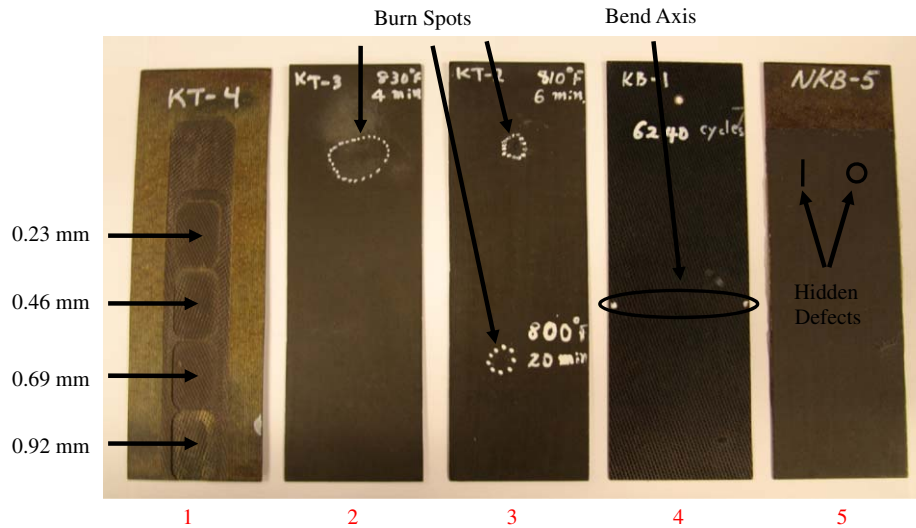 Burn Spots
Bend Axis
KT-4
KT-3
830°F
4 min
KT-2
810°F
6 min
KB-1
6240 cycles
NKB-5
0.23 mm
0.46 mm
0.69 mm
0.92 mm
800°F
20 min
Hidden
Defects
1
2
3
4
5